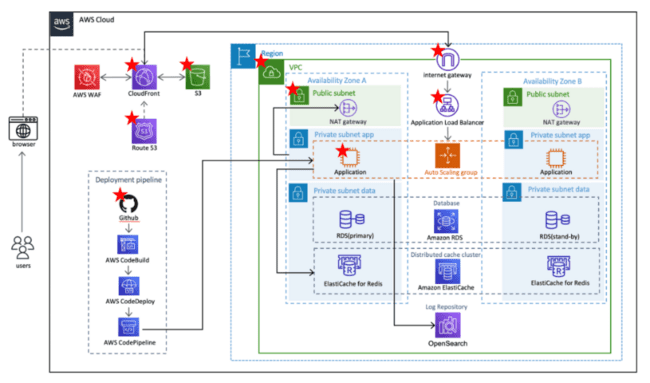 aws
AWS Cloud
Region
VPC
AWS WAF
CloudFront
S3
53
Route 53
browser
users
Deployment pipeline
Github
AWS CodeBuild
AWS CodeDeploy
AWS CodePipeline
internet gateway
Application Load Balancer
Auto Scaling group
Availability Zone A
Public subnet
NAT gateway
Private subnet app
Application
Private subnet data
RDS(primary)
ElastiCache for Redis
Database
Amazon RDS
Distributed cache cluster
Amazon ElastiCache
Log Repository
OpenSearch
Availability Zone B
Public subnet
NAT gateway
Private subnet app
Application
Private subnet data
RDS(stand-by)
ElastiCache for Redis